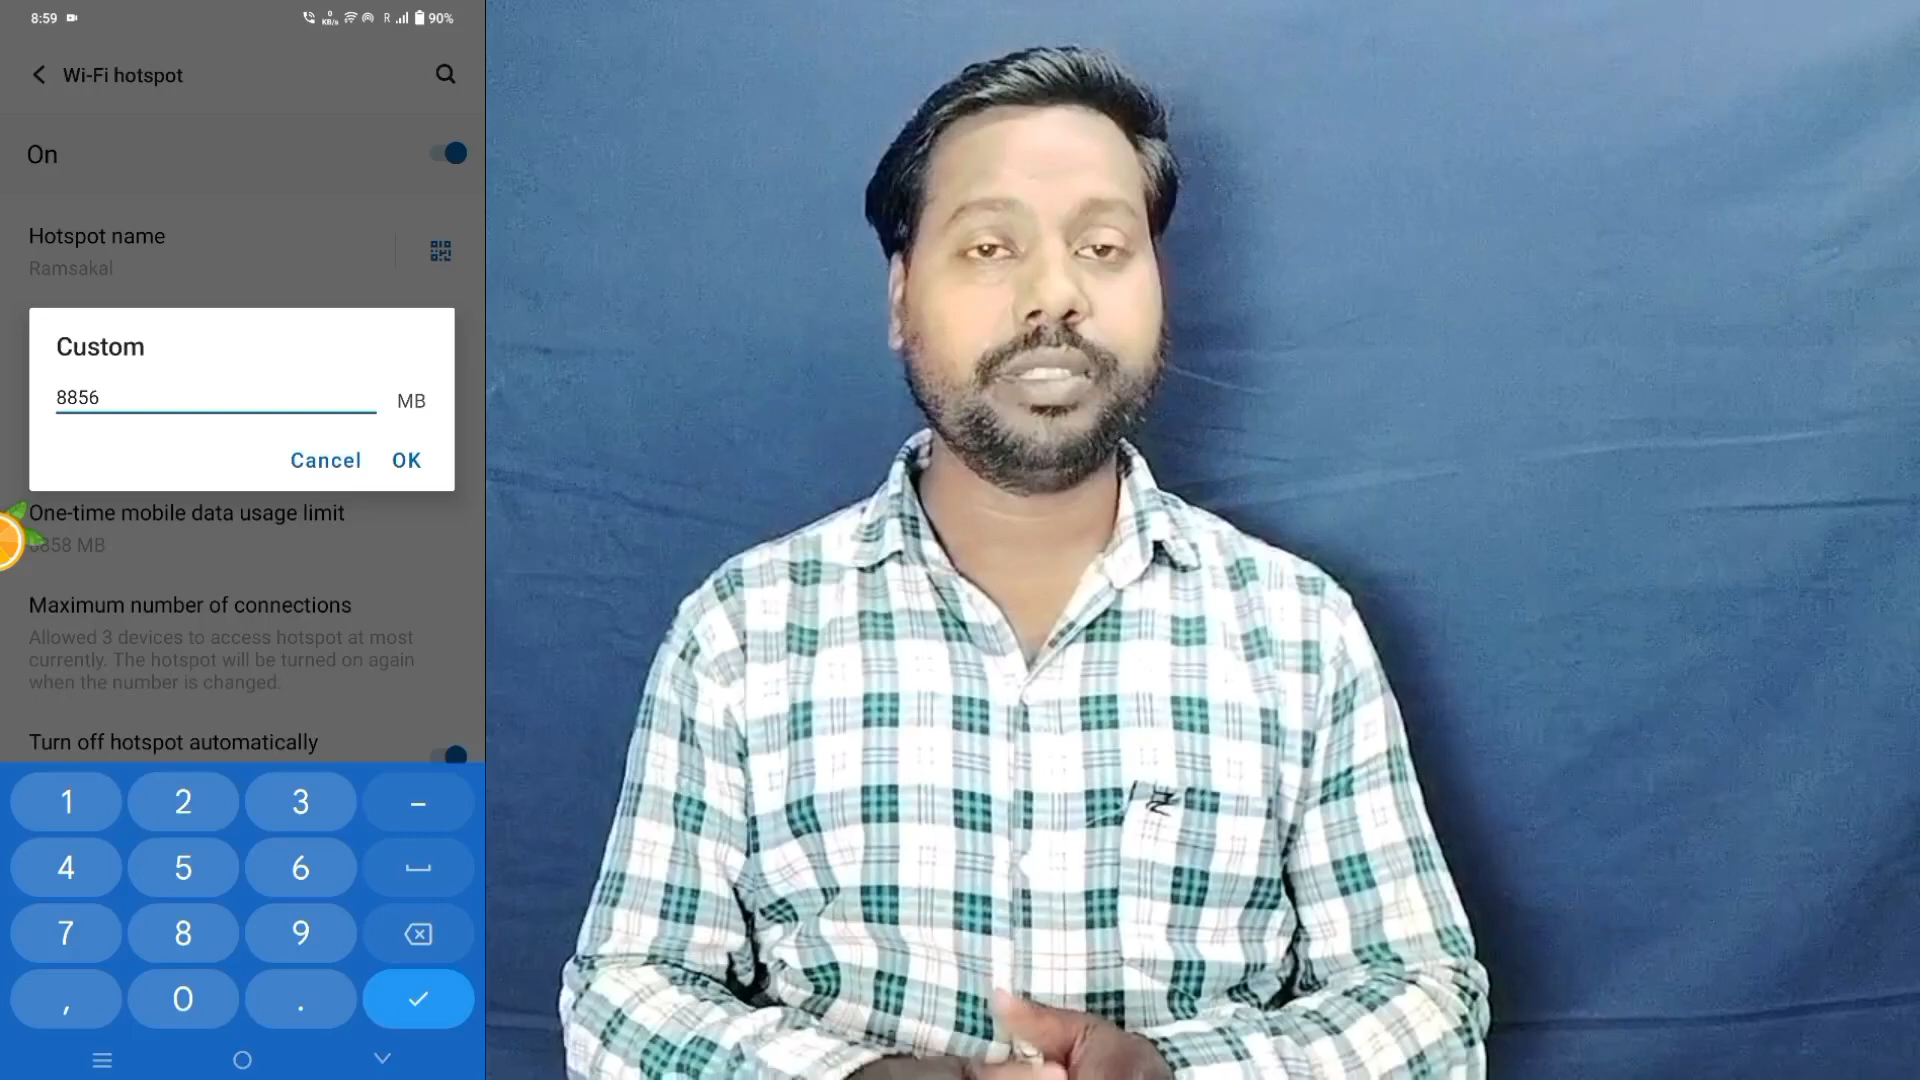 8:59
0
KB/s
R
90%
Wi-Fi hotspot
On
Hotspot name
Ramsakal
Custom
8856
MB
Cancel
OK
One-time mobile data usage limit
MB
Maximum number of connections
Allowed 3 devices to access hotspot at most
currently. The hotspot will be turned on again
when the number is changed.
Turn off hotspot automatically
1 2 3 –
4 5 6
7 8 9
, 0 .